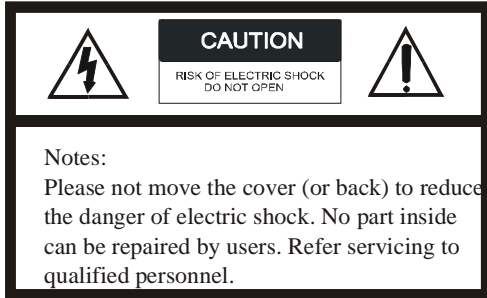 CAUTION
RISK OF ELECTRIC SHOCK
DO NOT OPEN
Notes:
Please not move the cover (or back) to reduce
the danger of electric shock. No part inside
can be repaired by users. Refer servicing to
qualified personnel.